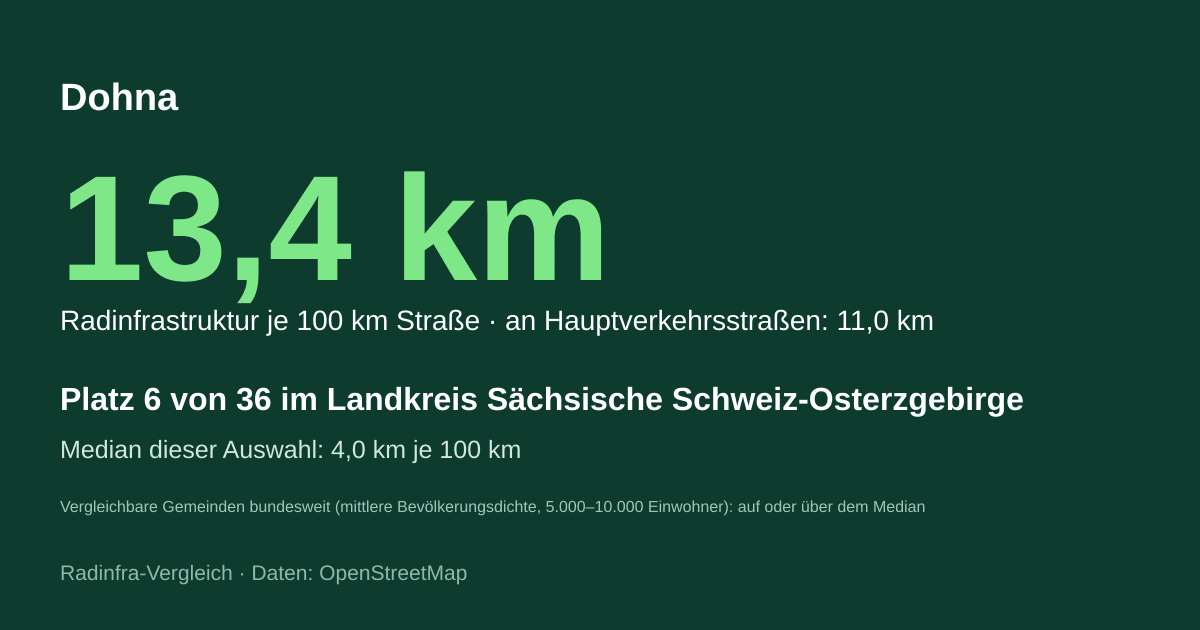 Dohna
13,4 km
Radinfrastruktur je 100 km Straße · an Hauptverkehrsstraßen: 11,0 km
Platz 6 von 36 im Landkreis Sächsische Schweiz-Osterzgebirge
Median dieser Auswahl: 4,0 km je 100 km
Vergleichbare Gemeinden bundesweit (mittlere Bevölkerungsdichte, 5.000–10.000 Einwohner): auf oder über dem Median
Radinfra-Vergleich · Daten: OpenStreetMap